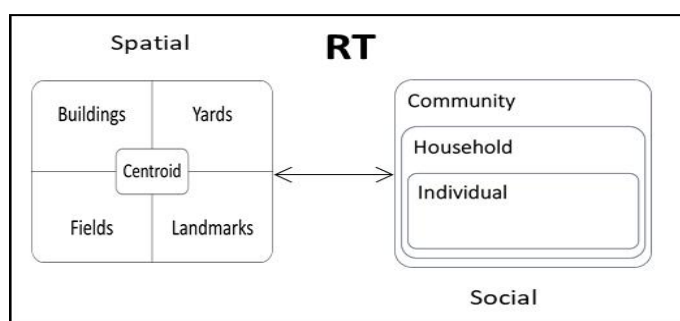 Spatial
RT
Buildings
Yards
Centroid
Fields
Landmarks
Community
Household
Individual
Social